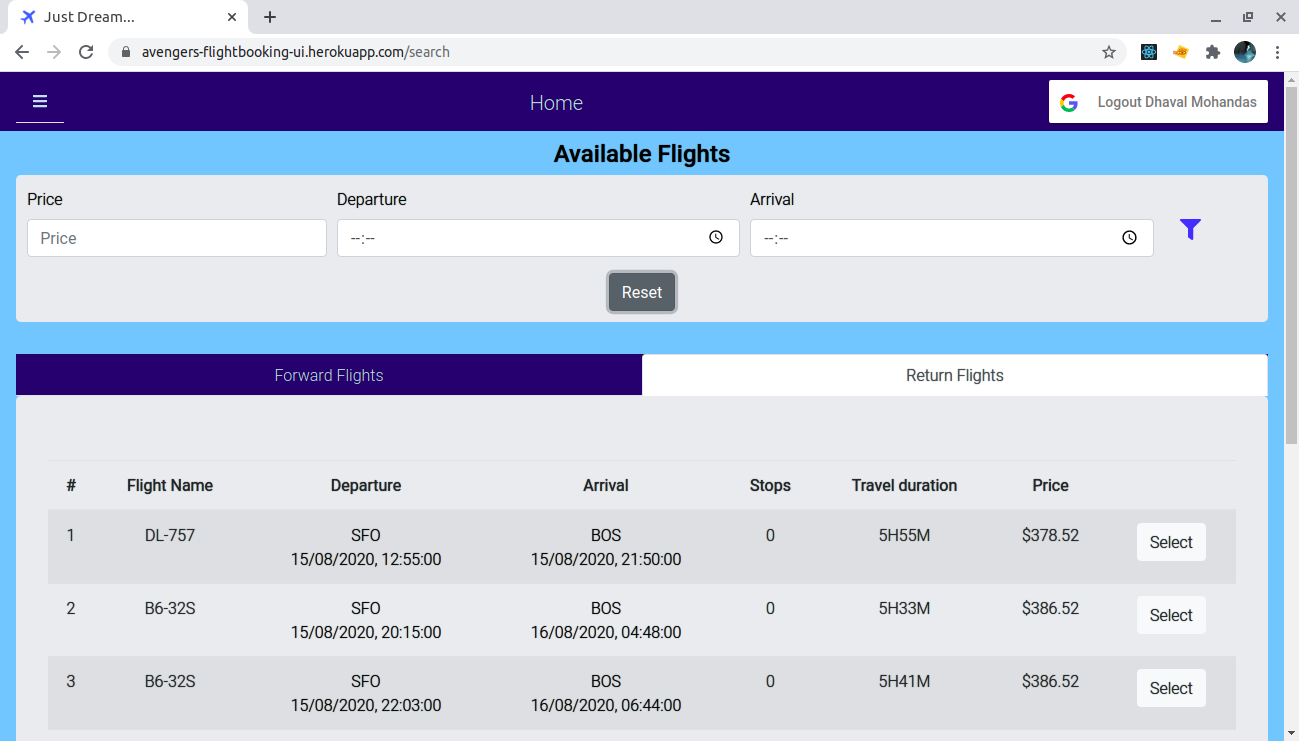 Just Dream...
avengers-flightbooking-ui.herokuapp.com/search
Home
Logout Dhaval Mohandas
Available Flights
Price Departure Arrival
Price --:-- --:--
Reset
Forward Flights Return Flights
# Flight Name Departure Arrival Stops Travel duration Price
1 DL-757 SFO BOS 0 5H55M $378.52 Select
15/08/2020, 12:55:00 15/08/2020, 21:50:00
2 B6-32S SFO BOS 0 5H33M $386.52 Select
15/08/2020, 20:15:00 16/08/2020, 04:48:00
3 B6-32S SFO BOS 0 5H41M $386.52 Select
15/08/2020, 22:03:00 16/08/2020, 06:44:00